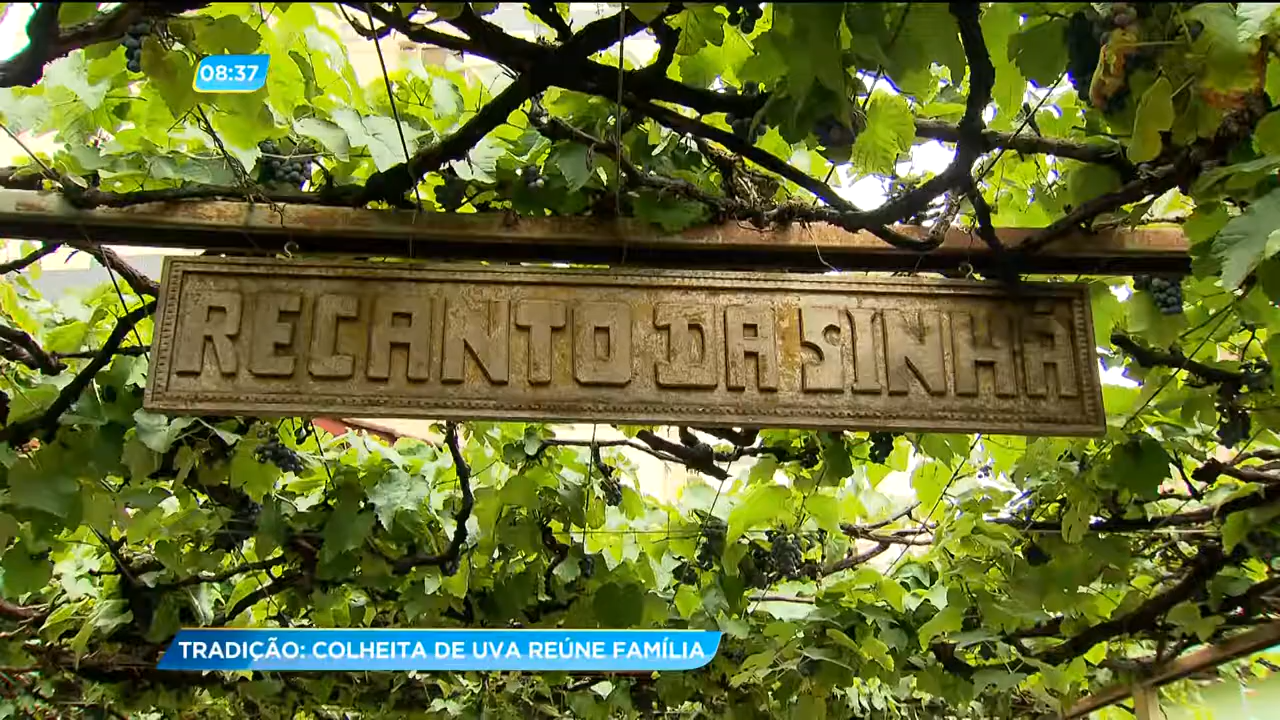 08:37
RECANTO DA SINHÁ
TRADIÇÃO: COLHEITA DE UVA REÚNE FAMÍLIA